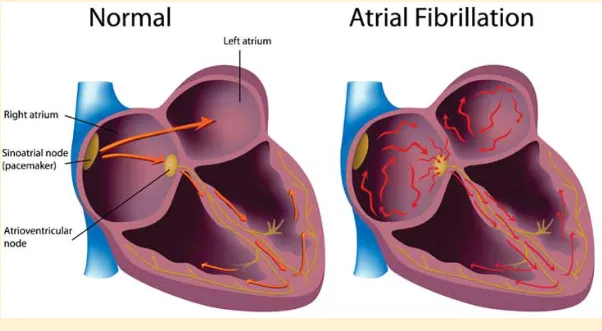 Normal
Atrial Fibrillation
Left atrium
Right atrium
Sinoatrial node
(pacemaker)
Atrioventricular
node